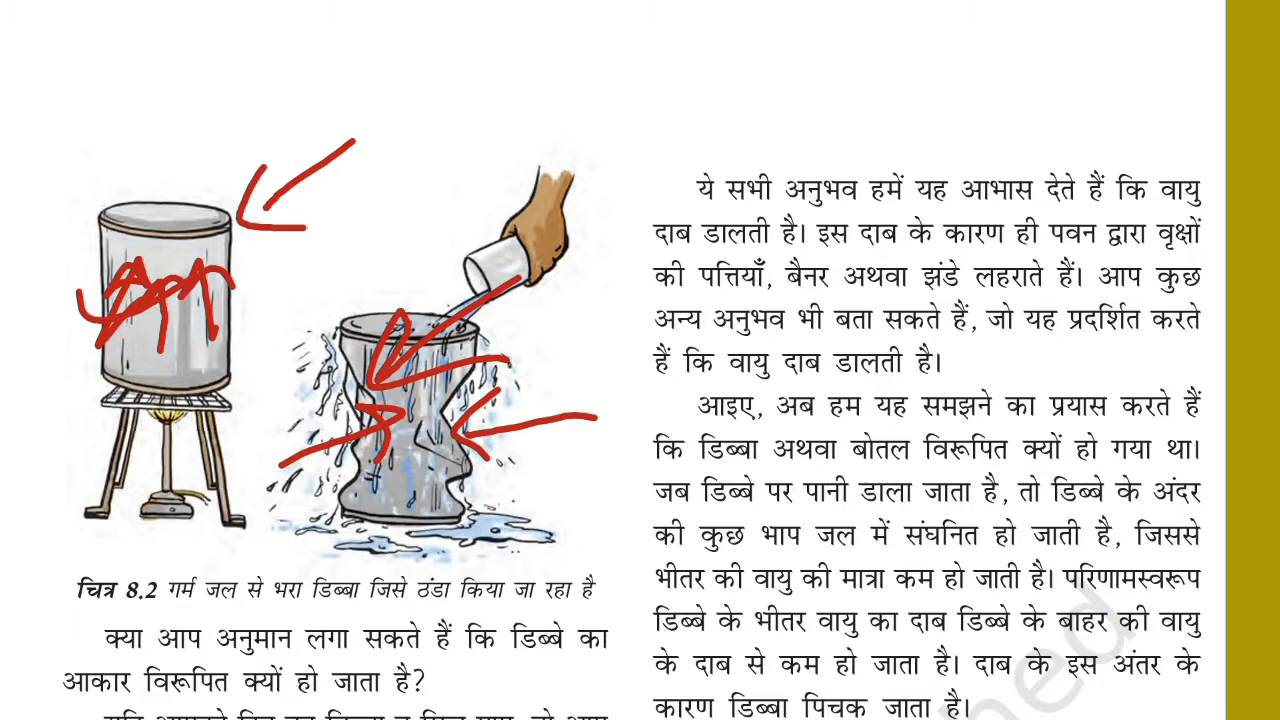 चित्र 8.2 गर्म जल से भरा डिब्बा जिसे ठंडा किया जा रहा है
क्या आप अनुमान लगा सकते हैं कि डिब्बे का
आकार विरूपित क्यों हो जाता है?
ये सभी अनुभव हमें यह आभास देते हैं कि वायु
दाब डालती है। इस दाब के कारण ही पवन द्वारा वृक्षों
की पत्तियाँ, बैनर अथवा झंडे लहराते हैं। आप कुछ
अन्य अनुभव भी बता सकते हैं, जो यह प्रदर्शित करते
हैं कि वायु दाब डालती है।
आइए, अब हम यह समझने का प्रयास करते हैं
कि डिब्बा अथवा बोतल विरूपित क्यों हो गया था।
जब डिब्बे पर पानी डाला जाता है, तो डिब्बे के अंदर
की कुछ भाप जल में संघनित हो जाती है, जिससे
भीतर की वायु की मात्रा कम हो जाती है। परिणामस्वरूप
डिब्बे के भीतर वायु का दाब डिब्बे के बाहर की वायु
के दाब से कम हो जाता है। दाब के इस अंतर के
कारण डिब्बा पिचक जाता है।